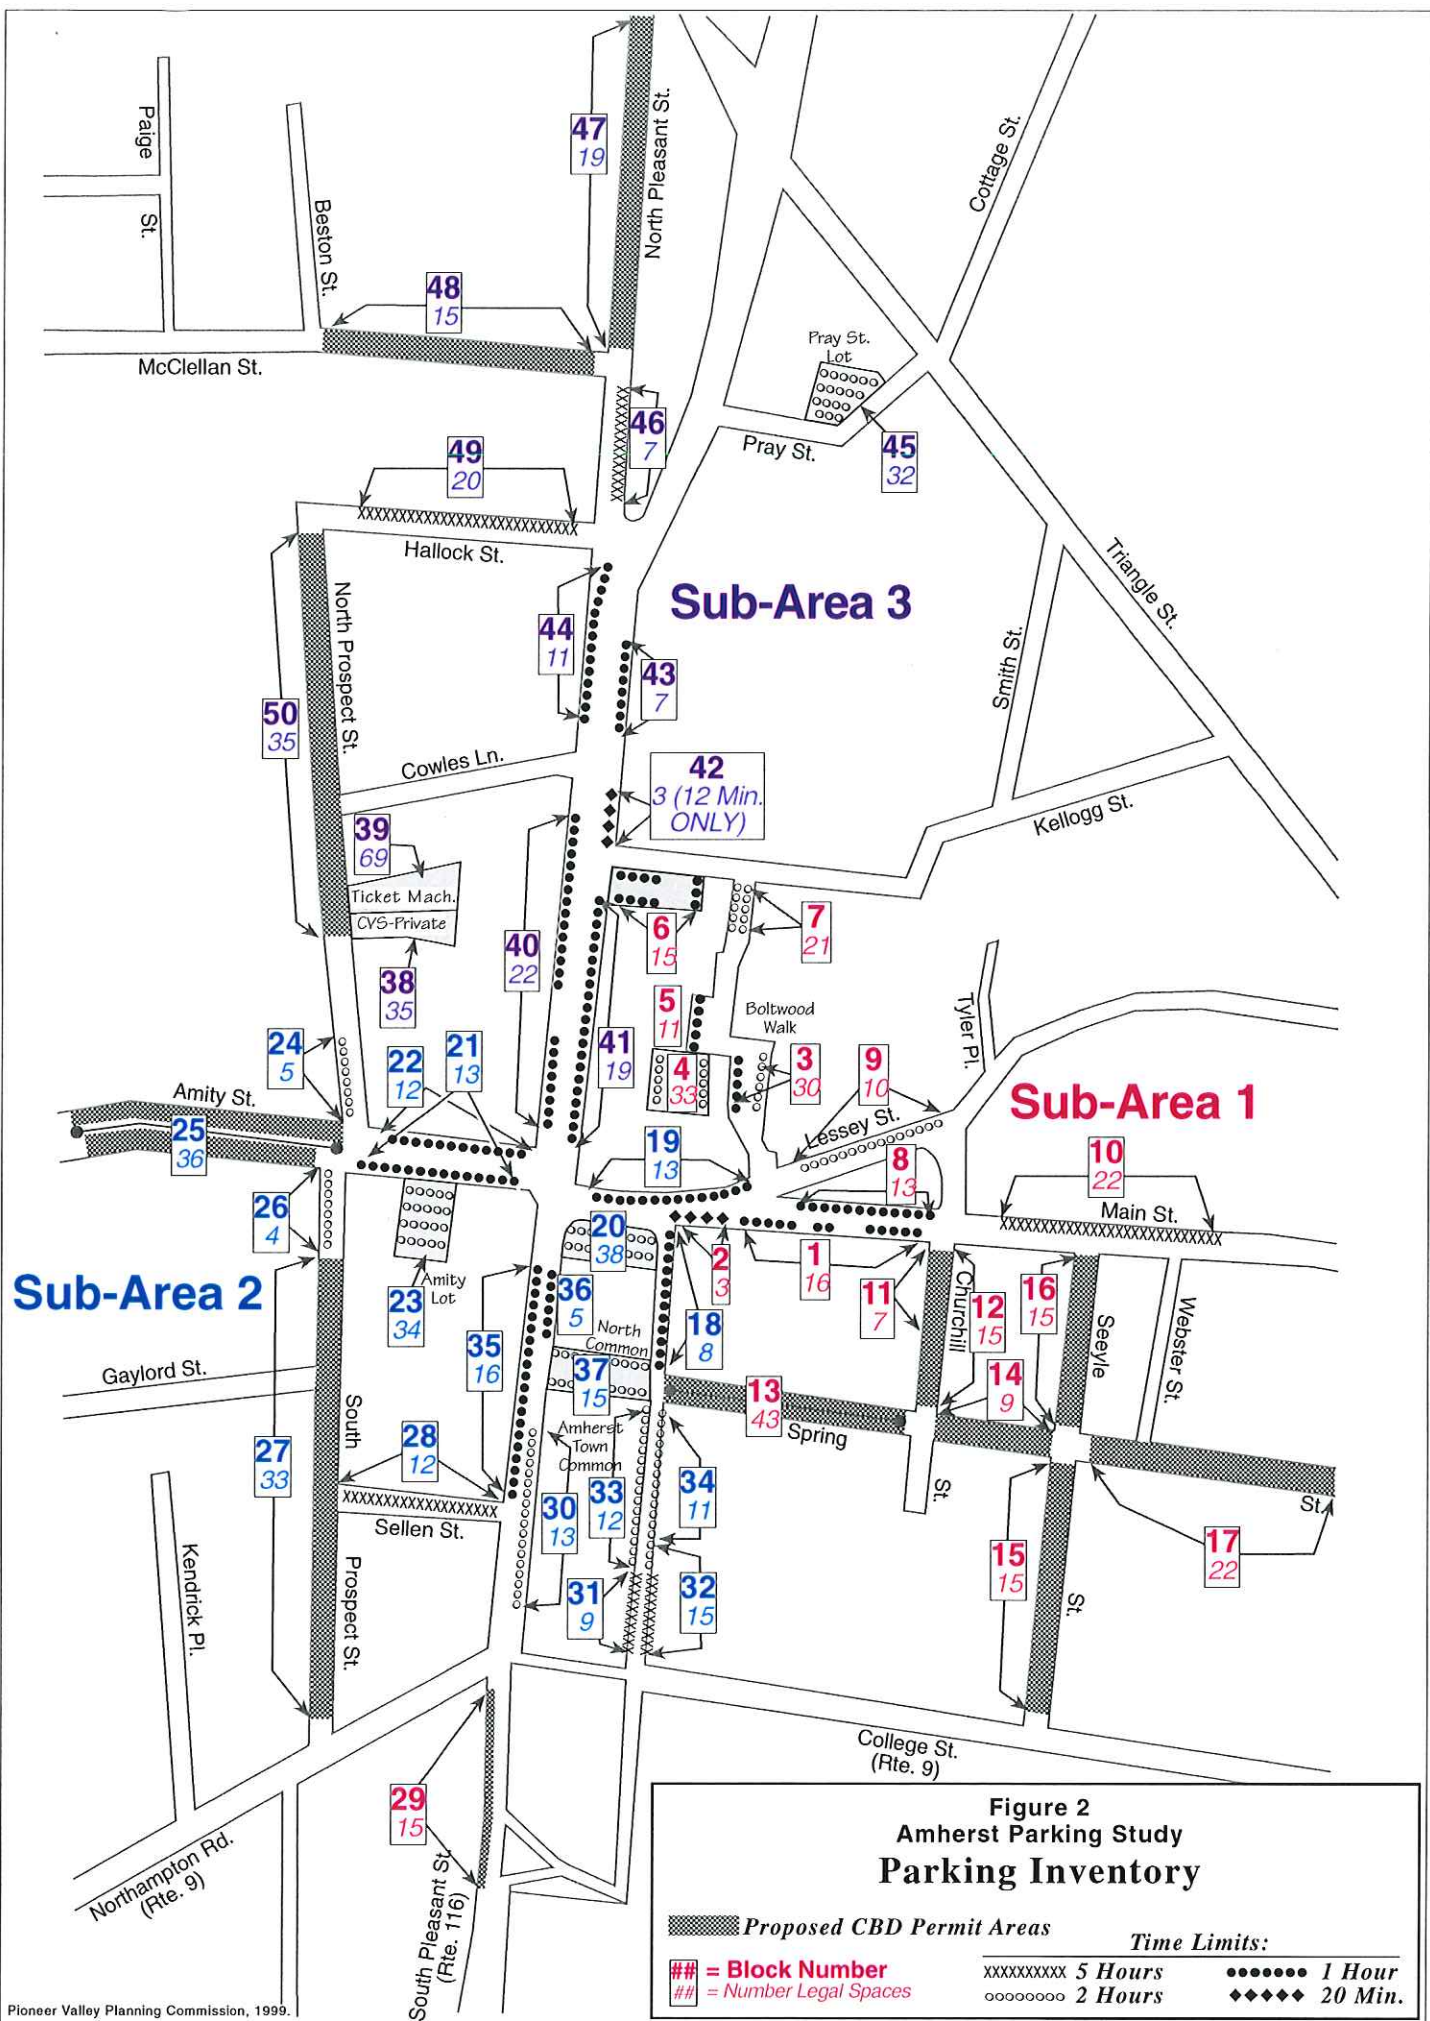 47
19
North Pleasant St.
Paige
St.
Beston St.
Cottage St.
48
15
McClellan St.
Pray St.
Lot
46
7
Pray St.
45
32
49
20
Hallock St.
Triangle St.
Sub-Area 3
North Prospect St.
44
11
43
7
Smith St.
50
35
Cowles Ln.
42
3 (12 Min.
ONLY)
Kellogg St.
39
69
Ticket Mach.
CVS-Private
38
35
40
22
6
15
7
21
5
11
Boltwood
Walk
Tyler Pl.
24
5
22
12
21
13
41
19
4
33
3
30
9
10
Sub-Area 1
Amity St.
25
36
Lessey St.
19
13
8
13
10
22
Main St.
26
4
20
38
2
3
1
16
Sub-Area 2
23
34
Amity
Lot
36
5
18
8
11
7
Churchill
12
15
16
15
Seeyle
Webster St.
35
16
North
Common
37
15
13
43
14
9
Gaylord St.
South
Spring
Amherst
Town
Common
27
33
28
12
33
12
34
11
St.
St.
Sellen St.
30
13
15
15
17
22
Kendrick Pl.
Prospect St.
31
9
32
15
St.
College St.
(Rte. 9)
29
15
Northampton Rd.
(Rte. 9)
South Pleasant St.
(Rte. 116)
Figure 2
Amherst Parking Study
Parking Inventory
Proposed CBD Permit Areas
Time Limits:
## = Block Number
## = Number Legal Spaces
xxxxxxxxxx 5 Hours
1 Hour
oooooooo 2 Hours
20 Min.
Pioneer Valley Planning Commission, 1999.